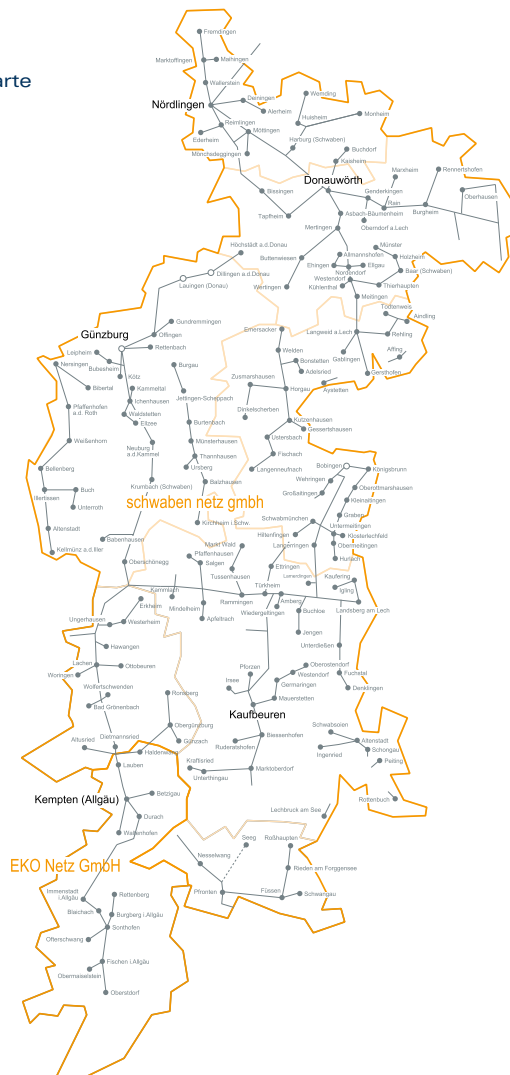 Fremdingen
Marktoffingen
Maihingen
arte
Wallerstein
Nördlingen
Deiningen
Alerheim
Wemding
Huisheim
Monheim
Reimlingen
Möttingen
Ederheim
Harburg (Schwaben)
Mönchsdeggingen
Buchdorf
Kaisheim
Donauwörth
Marxheim
Rennertshofen
Genderkingen
Bissingen
Rain
Oberhausen
Burgheim
Tapfheim
Asbach-Bäumenheim
Oberndorf a.Lech
Mertingen
Münster
Höchstädt a.d.Donau
Buttenwiesen
Allmannshofen
Holzheim
Ehingen
Ellgau
Nordendorf
Baar (Schwaben)
Dillingen a.d.Donau
Lauingen (Donau)
Westendorf
Kühlenthal
Thierhaupten
Wertingen
Meitingen
Todtenweis
Aindling
Gundremmingen
Emersacker
Langweid a.Lech
Rehling
Günzburg
Offingen
Rettenbach
Welden
Affing
Gablingen
Leipheim
Bubesheim
Bonstetten
Adelsried
Gersthofen
Nersingen
Burgau
Kötz
Zusmarshausen
Horgau
Aystetten
Bibertal
Kammeltal
Jettingen-Scheppach
Ichenhausen
Pfaffenhofen
a.d. Roth
Waldstetten
Dinkelscherben
Ellzee
Burtenbach
Kutzenhausen
Gessertshausen
Weißenhorn
Neuburg
a.d.Kammel
Münsterhausen
Ustersbach
Thannhausen
Fischach
Bellenberg
Ursberg
Langenneufnach
Bobingen
Königsbrunn
Krumbach (Schwaben)
Balzhausen
Wehringen
Oberottmarshausen
Illertissen
Buch
Großaitingen
Kleinaitingen
Unterroth
schwaben netz gmbh
Graben
Altenstadt
Kirchheim i.Schw.
Schwabmünchen
Untermeitingen
Klosterlechfeld
Babenhausen
Hiltenfingen
Obermeitingen
Kellmünz a.d.Iller
Markt Wald
Langerringen
Pfaffenhausen
Hurlach
Oberschönegg
Salgen
Ettringen
Tussenhausen
Lamerdingen
Kaufering
Kammlach
Türkheim
Igling
Erkheim
Mindelheim
Rammingen
Amberg
Landsberg am Lech
Ungerhausen
Westerheim
Apfeltrach
Wiedergeltingen
Buchloe
Jengen
Hawangen
Unterdießen
Lachen
Ottobeuren
Pforzen
Oberostendorf
Woringen
Irsee
Westendorf
Fuchstal
Wolfertschwenden
Germaringen
Denklingen
Ronsberg
Bad Grönenbach
Mauerstetten
Kaufbeuren
Obergünzburg
Schwabsoien
Dietmannsried
Biessenhofen
Altenstadt
Altusried
Günzach
Ruderatshofen
Schongau
Haldenwang
Ingenried
Peiting
Lauben
Kraftisried
Marktoberdorf
Unterthingau
Betzigau
Rottenbuch
Kempten (Allgäu)
Durach
Lechbruck am See
Waltenhofen
Seeg
Roßhaupten
Nesselwang
EKO Netz GmbH
Rieden am Forggensee
Immenstadt
i.Allgäu
Rettenberg
Pfronten
Füssen
Schwangau
Blaichach
Burgberg i.Allgäu
Sonthofen
Ofterschwang
Fischen i.Allgäu
Obermaiselstein
Oberstdorf